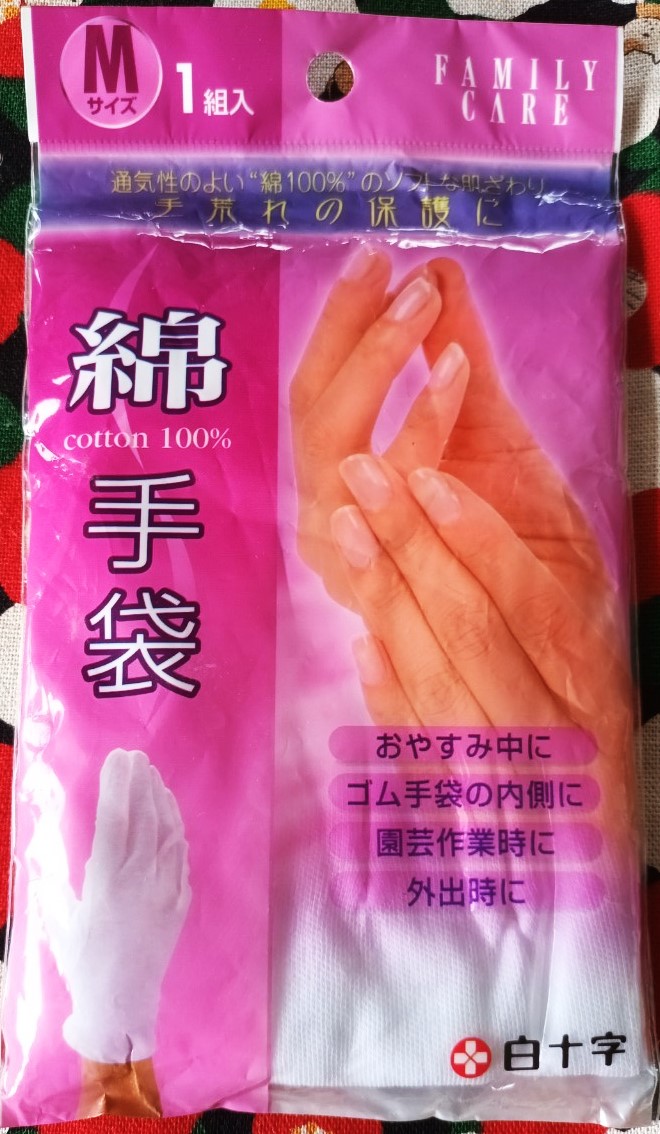 M
サイズ
1組入
FAMILY
CARE
通気性のよい“綿100%”のソフトな肌ざわり
手荒れの保護に
綿
cotton 100%
手袋
おやすみ中に
ゴム手袋の内側に
園芸作業時に
外出時に
白十字